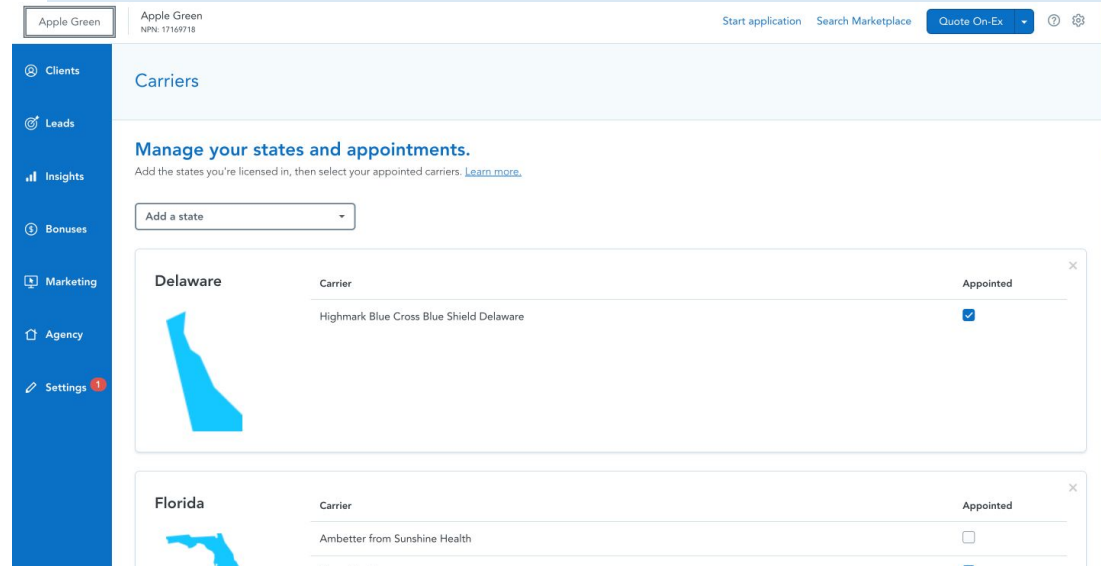 Apple Green
Apple Green
NPN: 17169718
Start application
Search Marketplace
Quote On-Ex
Clients
Leads
Insights
Bonuses
Marketing
Agency
Settings 1
Carriers
Manage your states and appointments.
Add the states you're licensed in, then select your appointed carriers. Learn more.
Add a state
Delaware
Carrier
Appointed
Highmark Blue Cross Blue Shield Delaware
Florida
Carrier
Appointed
Ambetter from Sunshine Health